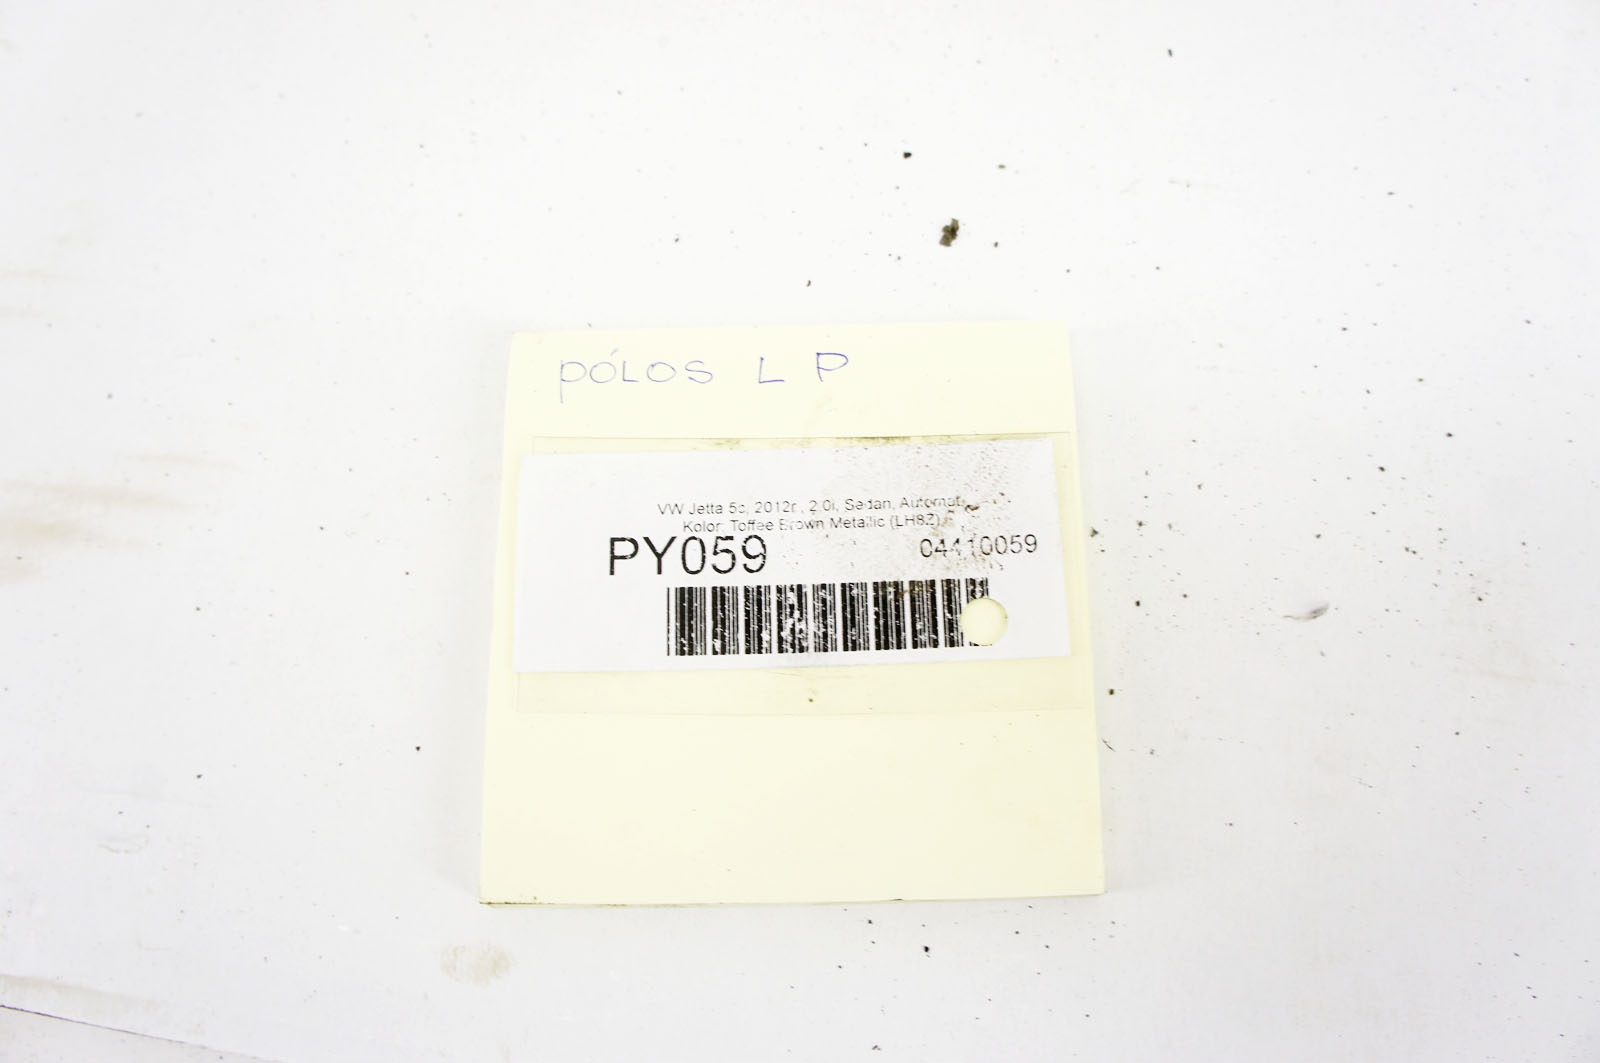 PÓLOS L P
VW Jetta 5c, 2012r., 2.0i, Sedan, Automat
Kolor: Toffee Brown Metallic (LH8Z)
PY059 04410059